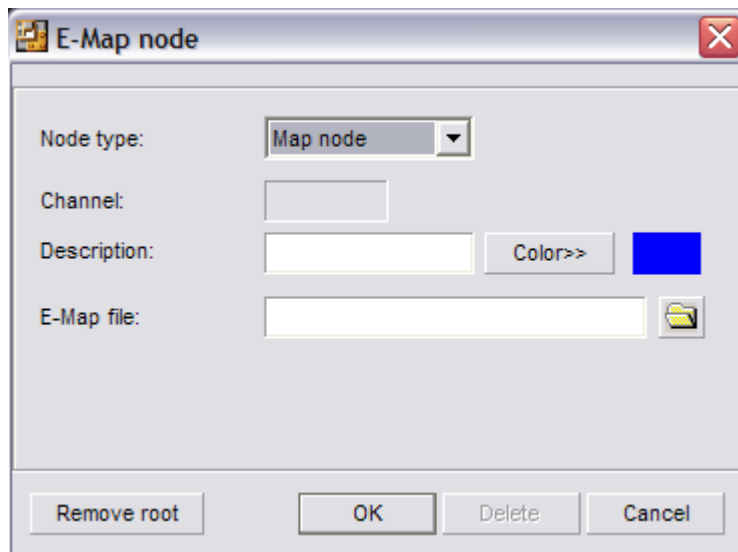 E-Map node
Node type: Map node
Channel:
Description: Color>>
E-Map file:
Remove root OK Delete Cancel